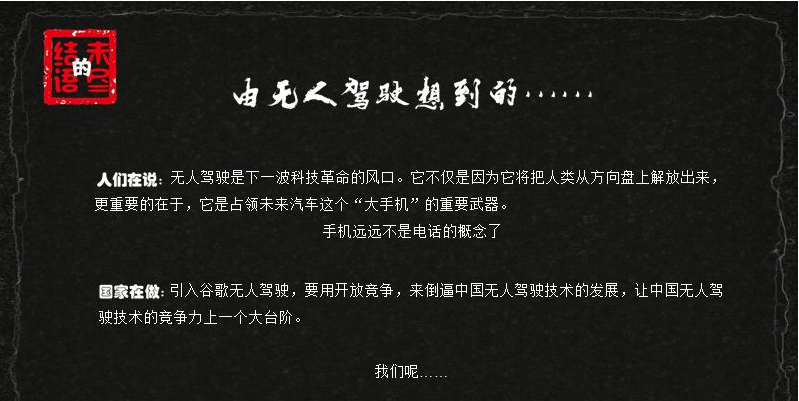 未尽
的
结语
由无人驾驶想到的······
人们在说：无人驾驶是下一波科技革命的风口。它不仅是因为它将把人类从方向盘上解放出来，
更重要的在于，它是占领未来汽车这个“大手机”的重要武器。
手机远远不是电话的概念了
国家在做：引入谷歌无人驾驶，要用开放竞争，来倒逼中国无人驾驶技术的发展，让中国无人驾
驶技术的竞争力上一个大台阶。
我们呢……